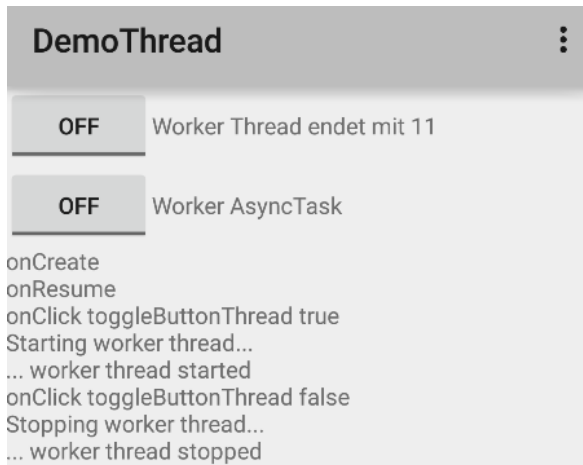 DemoThread
OFF Worker Thread endet mit 11
OFF Worker AsyncTask
onCreate
onResume
onClick toggleButtonThread true
Starting worker thread...
... worker thread started
onClick toggleButtonThread false
Stopping worker thread...
... worker thread stopped